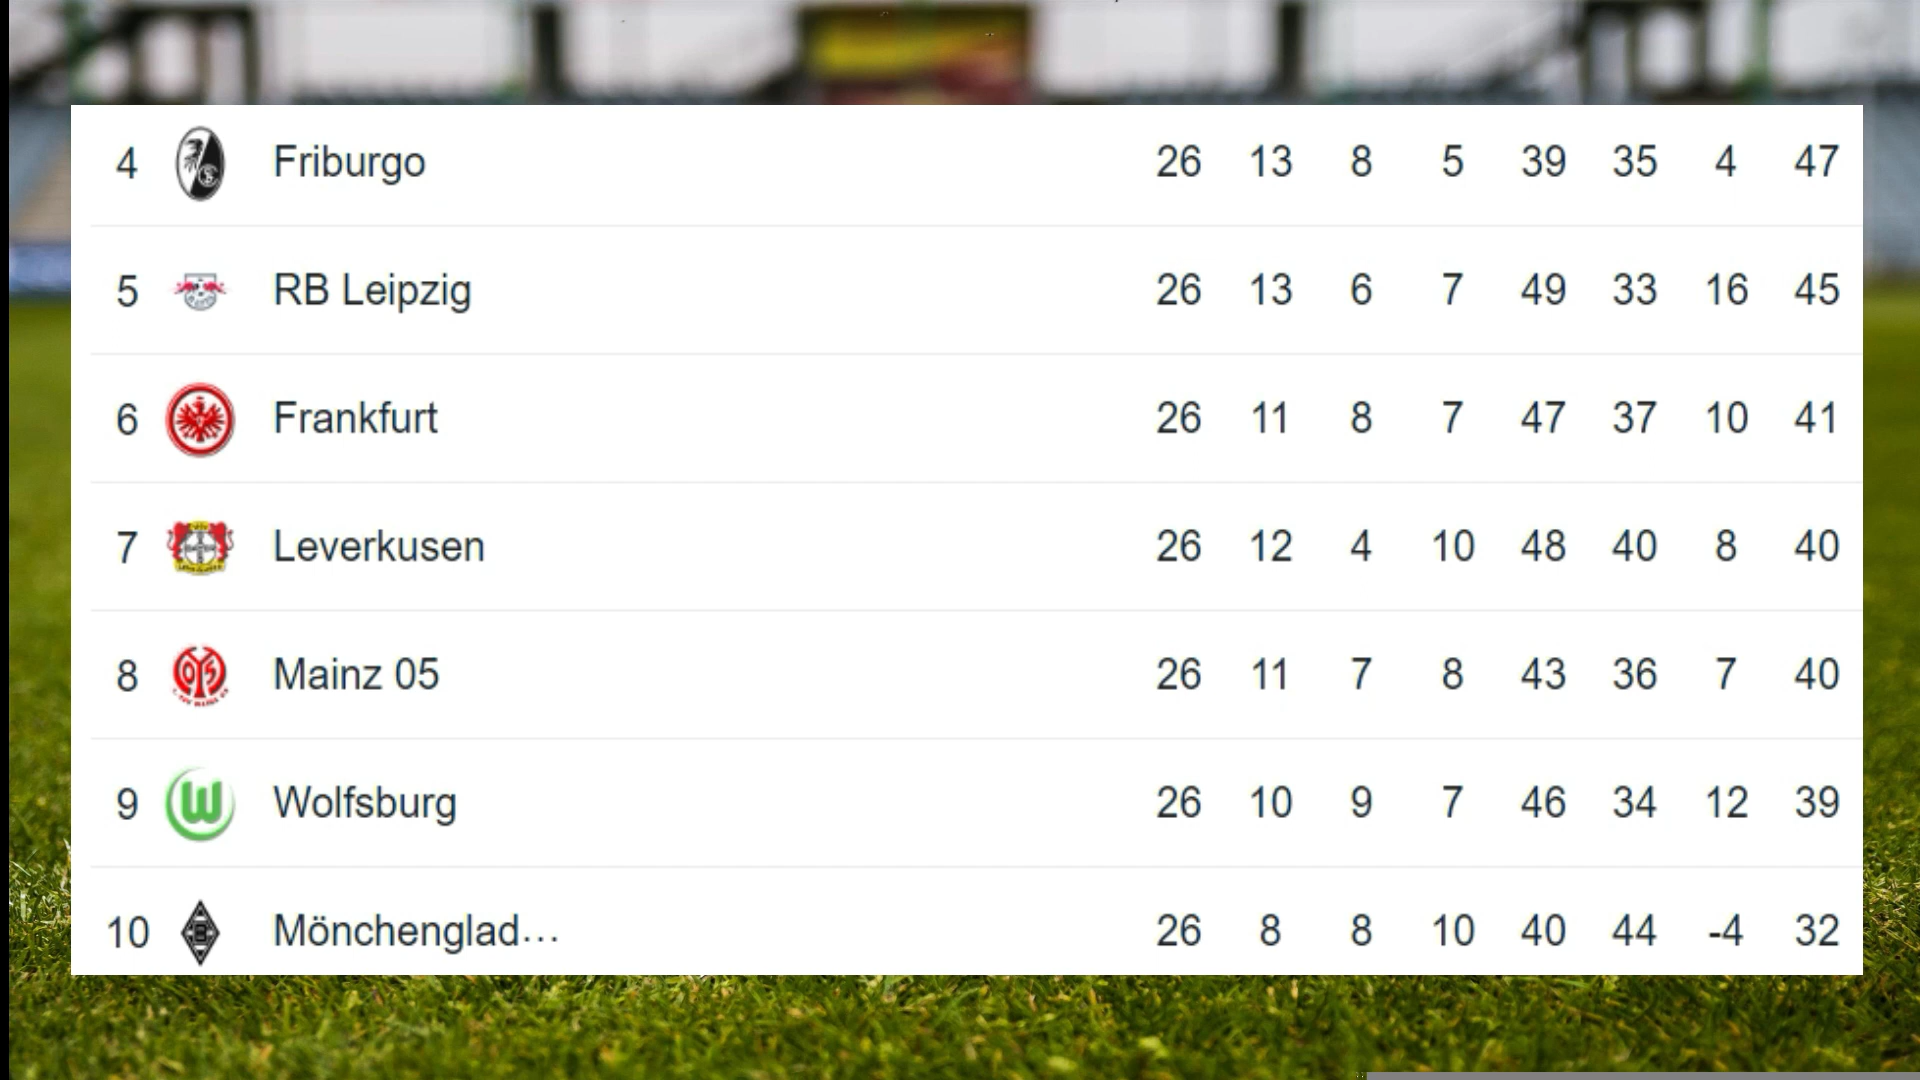 4 Friburgo 26 13 8 5 39 35 4 47
5 RB Leipzig 26 13 6 7 49 33 16 45
6 Frankfurt 26 11 8 7 47 37 10 41
7 Leverkusen 26 12 4 10 48 40 8 40
8 Mainz 05 26 11 7 8 43 36 7 40
9 Wolfsburg 26 10 9 7 46 34 12 39
10 Mönchenglad... 26 8 8 10 40 44 -4 32